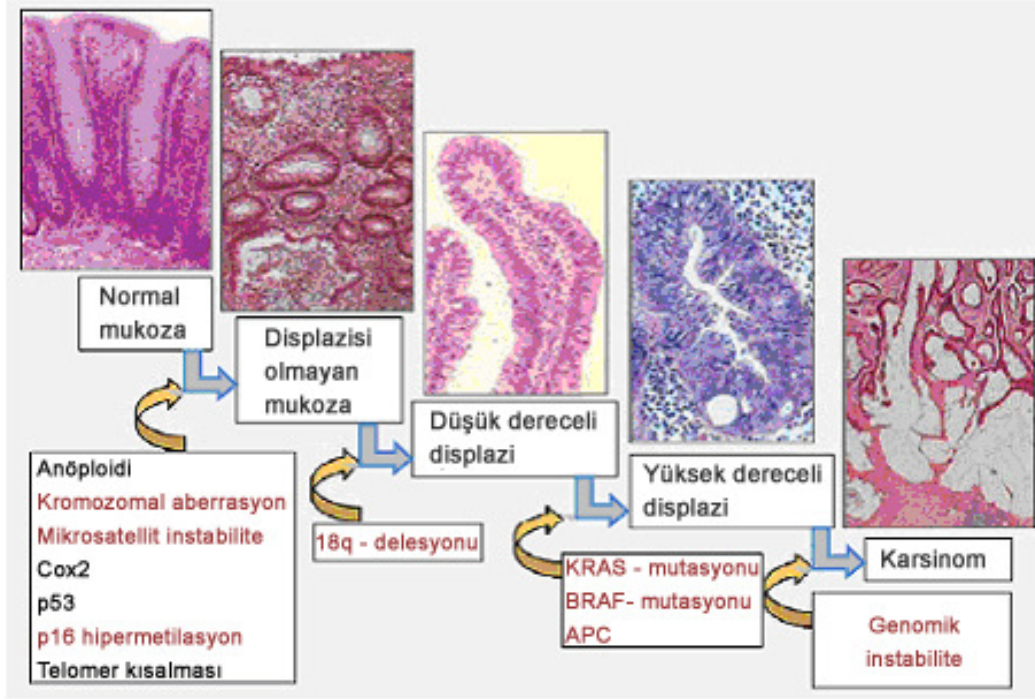 Normal
mukoza
Displazisi
olmayan
mukoza
Düşük dereceli
displazi
Yüksek dereceli
displazi
Karsinom
Anöploidi
Kromozomal aberrasyon
Mikrosatellit instabilite
Cox2
p53
p16 hipermetilasyon
Telomer kısalması
18q - delesyonu
KRAS - mutasyonu
BRAF- mutasyonu
APC
Genomik
instabilite